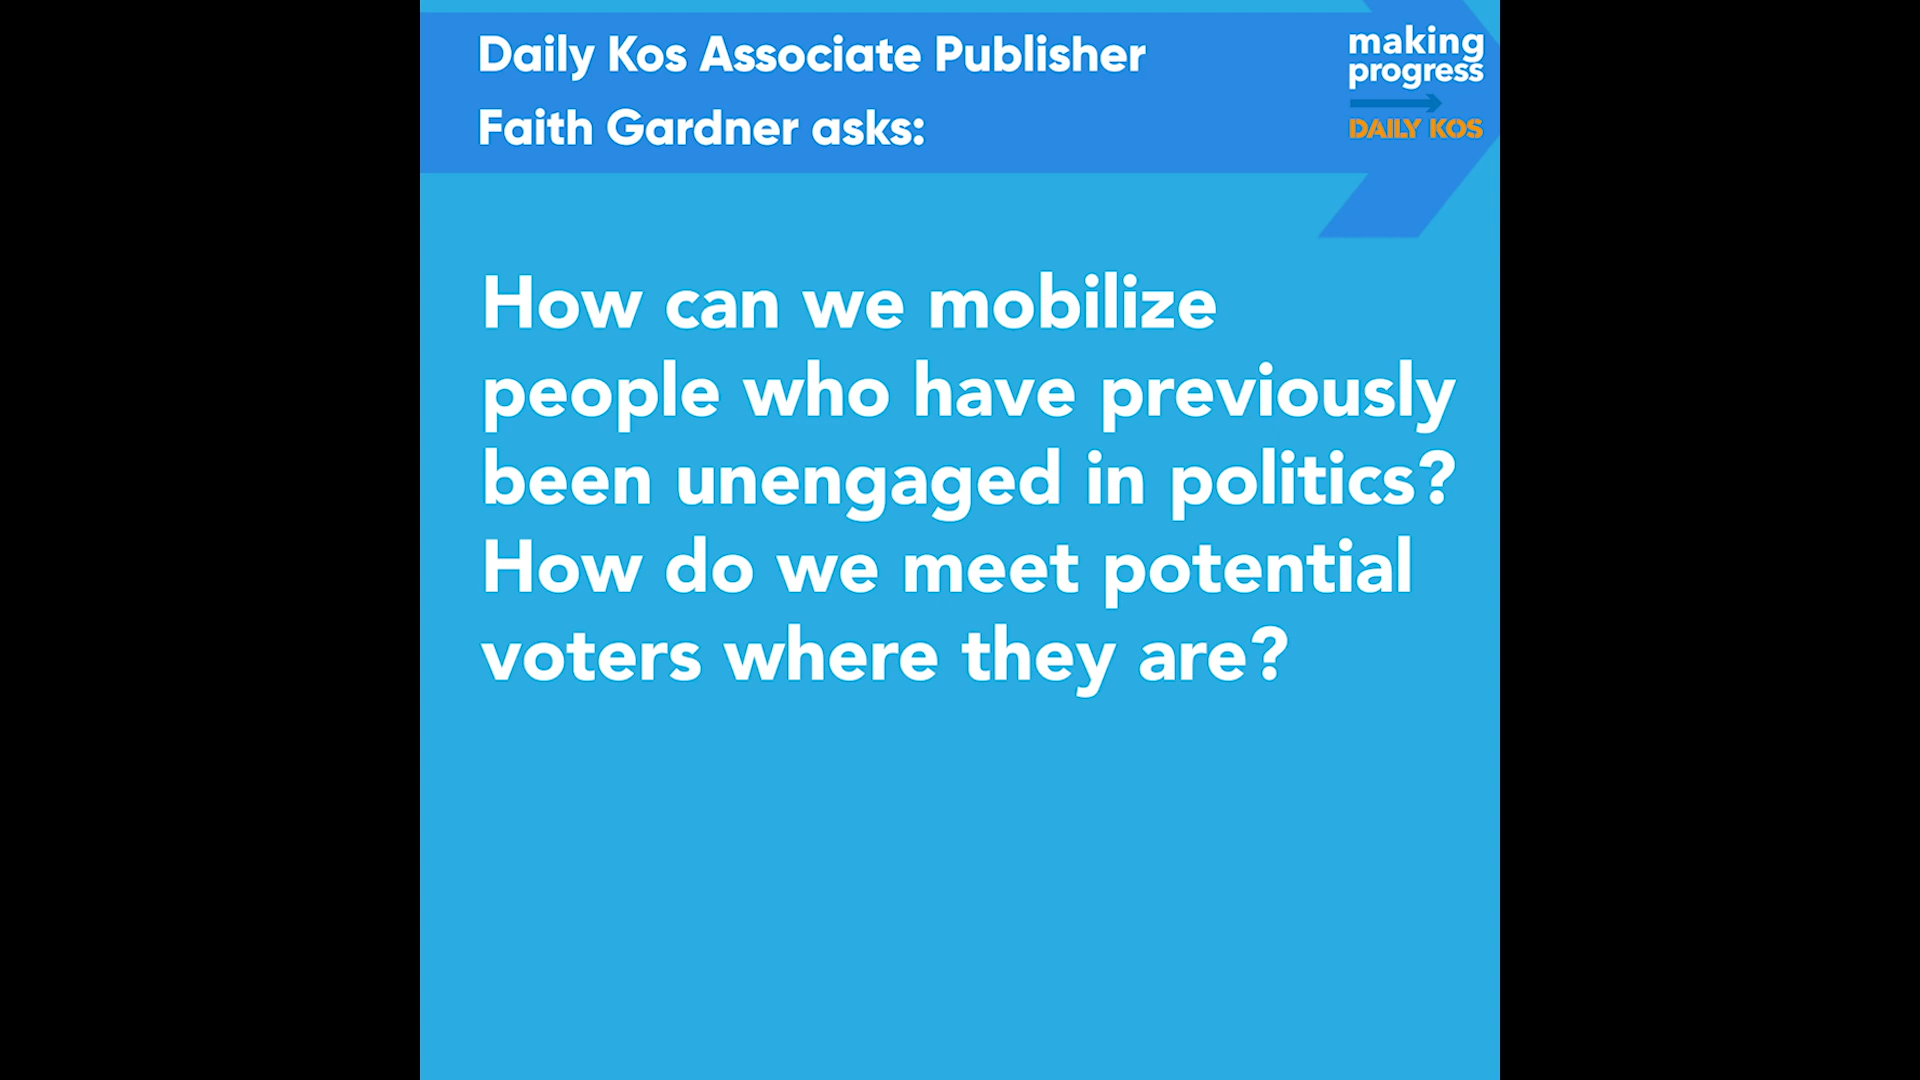 Daily Kos Associate Publisher
Faith Gardner asks:
making
progress
DAILY KOS
How can we mobilize
people who have previously
been unengaged in politics?
How do we meet potential
voters where they are?